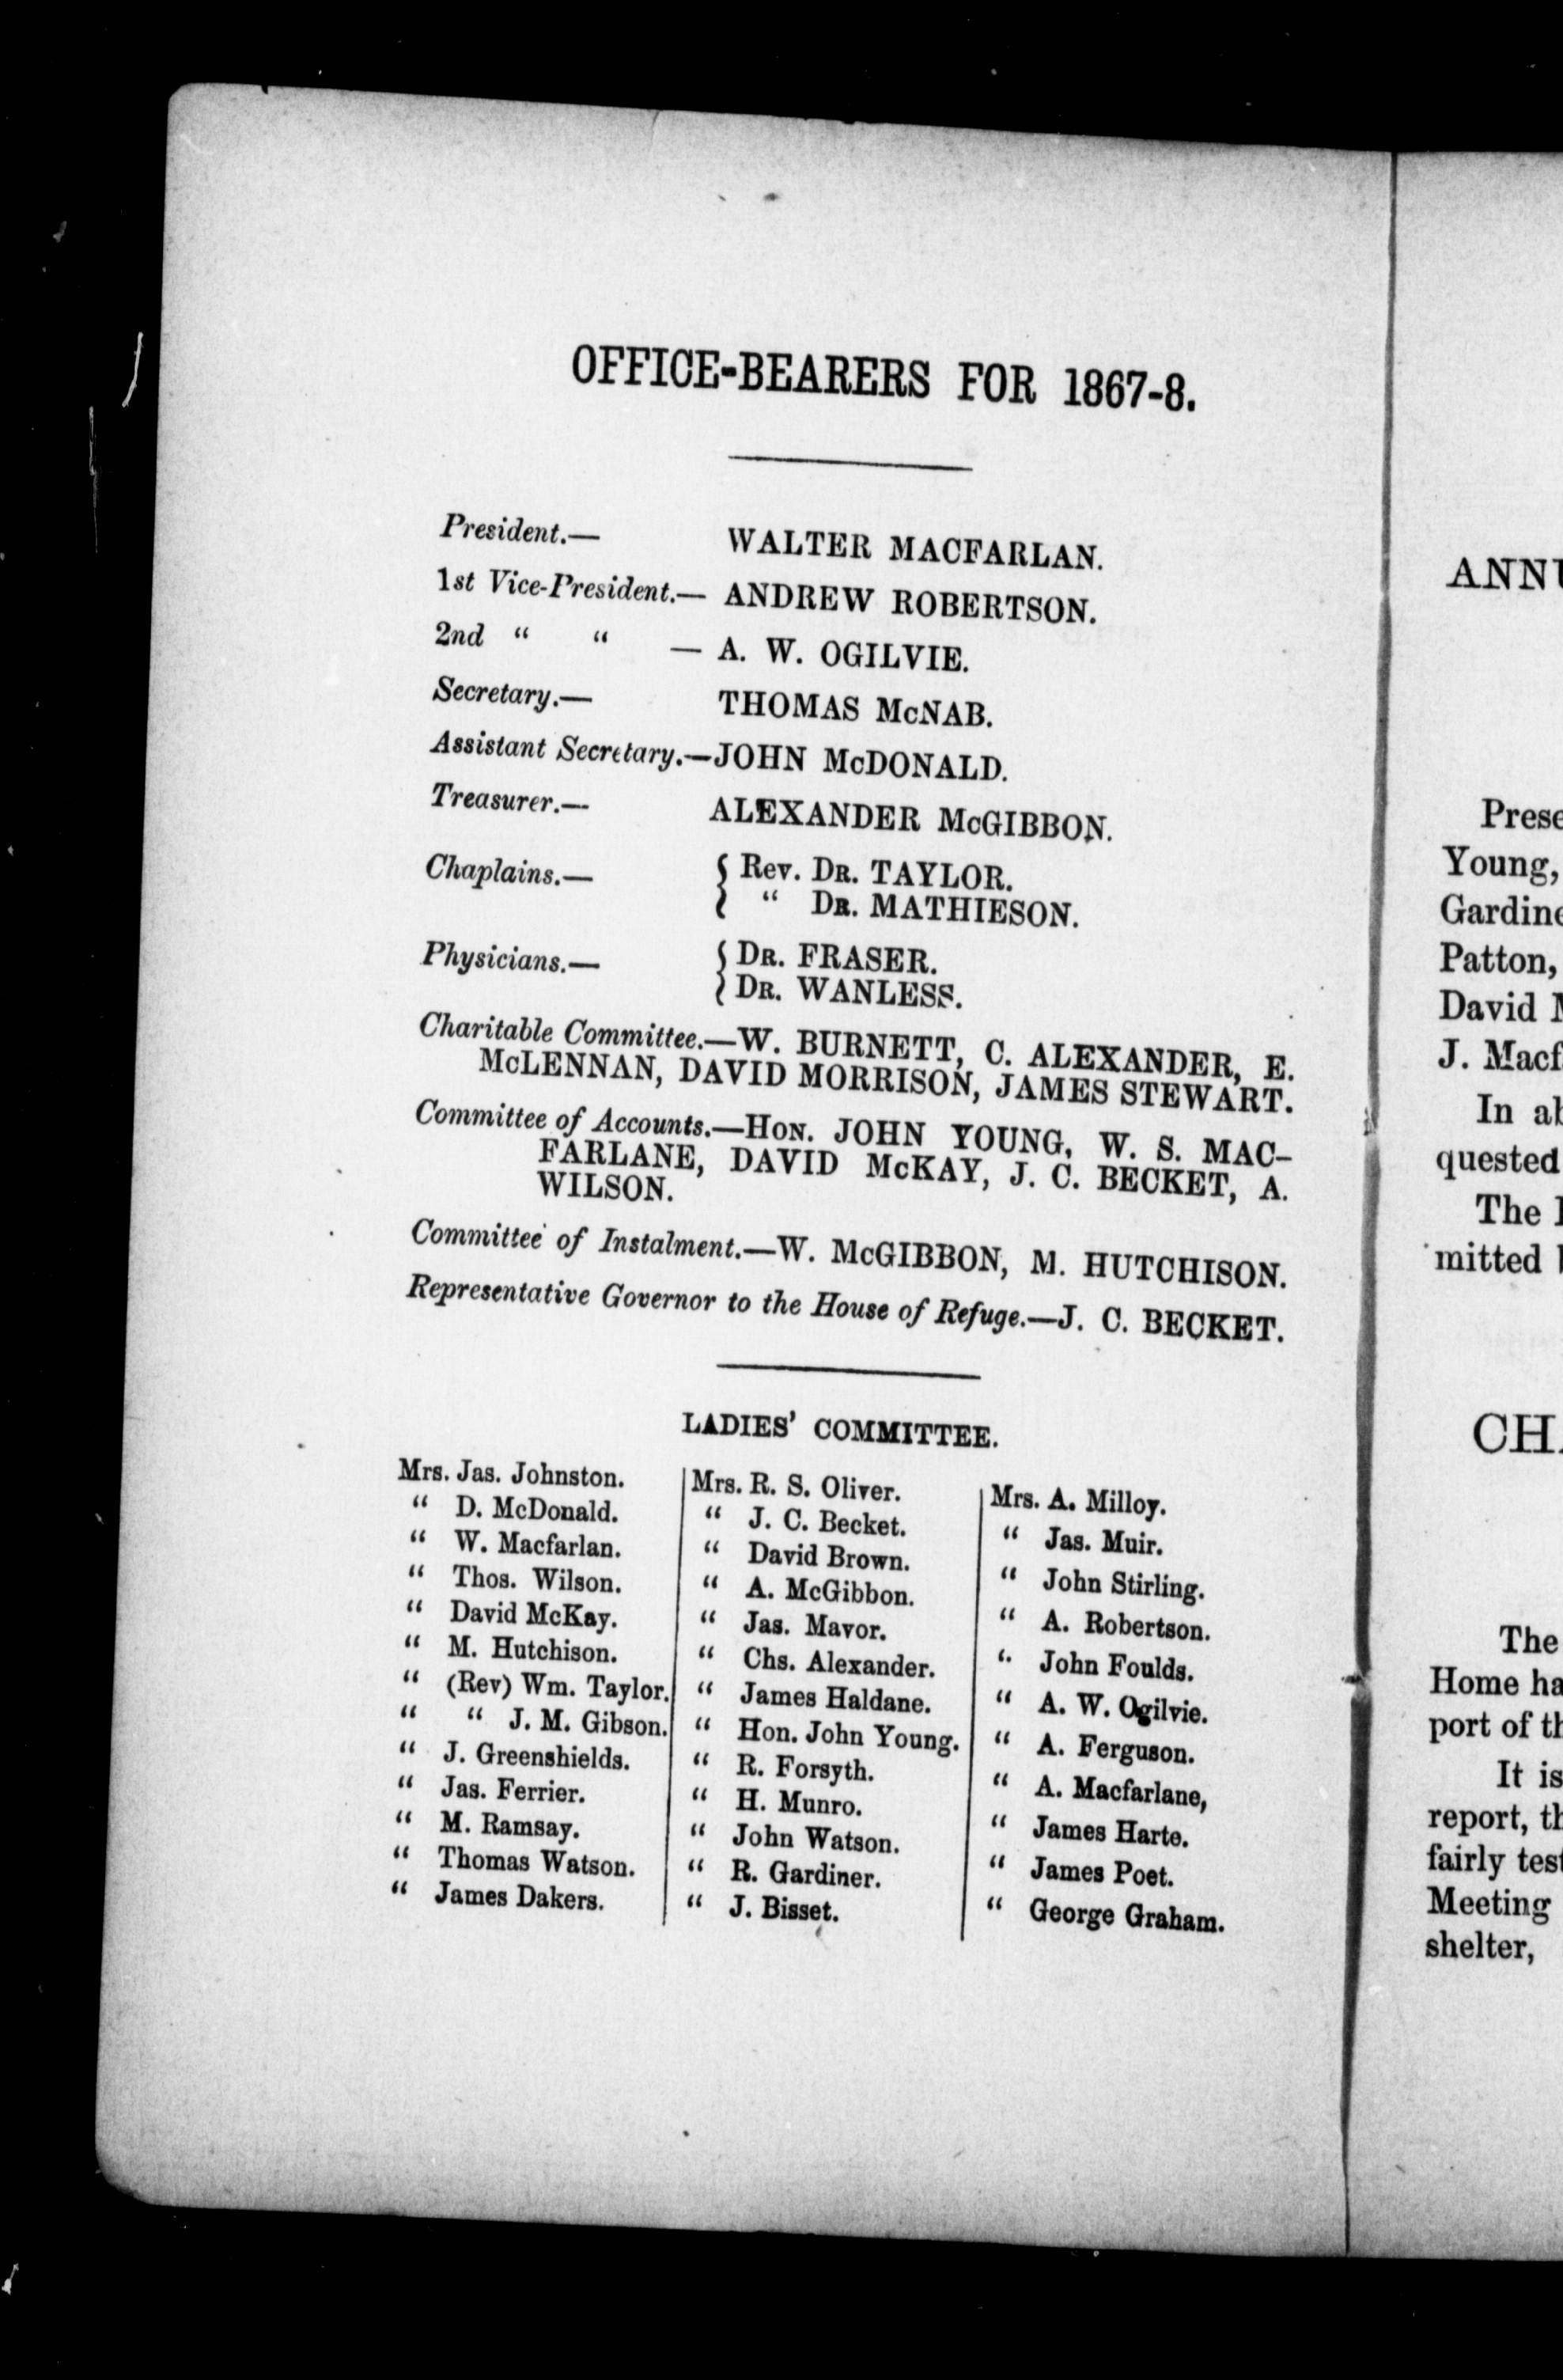 OFFICE-BEARERS FOR 1867-8.
President.— WALTER MACFARLAN.
1st Vice-President.— ANDREW ROBERTSON.
2nd “ “ — A. W. OGILVIE.
Secretary.— THOMAS McNAB.
Assistant Secretary.—JOHN McDONALD.
Treasurer.— ALEXANDER McGIBBON.
Chaplains.— { Rev. DR. TAYLOR.
“ DR. MATHIESON.
Physicians.— { DR. FRASER.
DR. WANLESS.
Charitable Committee.—W. BURNETT, C. ALEXANDER, E.
McLENNAN, DAVID MORRISON, JAMES STEWART.
Committee of Accounts.—HON. JOHN YOUNG, W. S. MAC-
FARLANE, DAVID McKAY, J. C. BECKET, A.
WILSON.
Committee of Instalment.—W. McGIBBON, M. HUTCHISON.
Representative Governor to the House of Refuge.—J. C. BECKET.
LADIES’ COMMITTEE.
Mrs. Jas. Johnston.
“ D. McDonald.
“ W. Macfarlan.
“ Thos. Wilson.
“ David McKay.
“ M. Hutchison.
“ (Rev) Wm. Taylor.
“ “ J. M. Gibson.
“ J. Greenshields.
“ Jas. Ferrier.
“ M. Ramsay.
“ Thomas Watson.
“ James Dakers.
Mrs. R. S. Oliver.
“ J. C. Becket.
“ David Brown.
“ A. McGibbon.
“ Jas. Mavor.
“ Chs. Alexander.
“ James Haldane.
“ Hon. John Young.
“ R. Forsyth.
“ H. Munro.
“ John Watson.
“ R. Gardiner.
“ J. Bisset.
Mrs. A. Milloy.
“ Jas. Muir.
“ John Stirling.
“ A. Robertson.
“ John Foulds.
“ A. W. Ogilvie.
“ A. Ferguson.
“ A. Macfarlane,
“ James Harte.
“ James Poet.
“ George Graham.
Young,
Patton,
David
J. Macf
In
quested
The
mitted
The
Home
port of
It is
report,
fairly
Meeting
shelter,